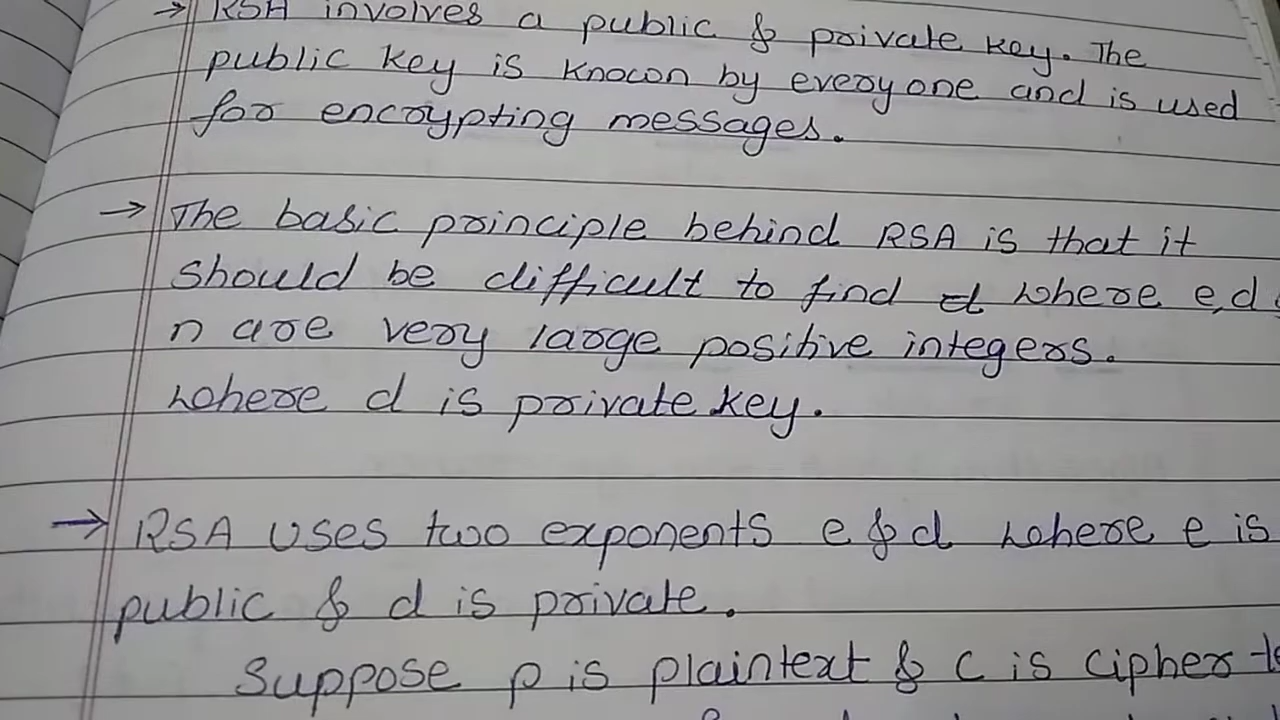 → RSA involves a public & private key. The
public key is known by everyone and is used
for encrypting messages.
→ The basic principle behind RSA is that it
should be difficult to find d where e,d
n are very large positive integers.
where d is private key.
→ RSA uses two exponents e & d where e is
public & d is private.
Suppose p is plaintext & c is cipher